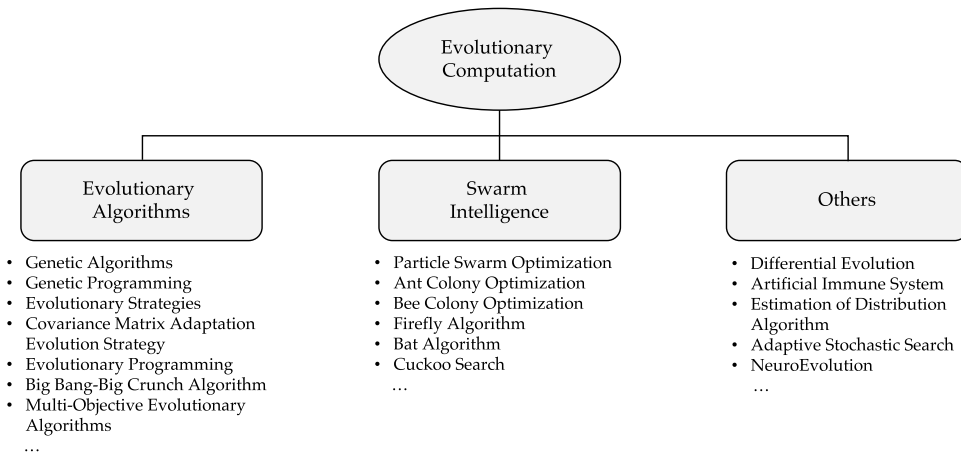 Evolutionary
Computation
Evolutionary
Algorithms
• Genetic Algorithms
• Genetic Programming
• Evolutionary Strategies
• Covariance Matrix Adaptation
Evolution Strategy
• Evolutionary Programming
• Big Bang-Big Crunch Algorithm
• Multi-Objective Evolutionary
Algorithms
…
Swarm
Intelligence
• Particle Swarm Optimization
• Ant Colony Optimization
• Bee Colony Optimization
• Firefly Algorithm
• Bat Algorithm
• Cuckoo Search
…
Others
• Differential Evolution
• Artificial Immune System
• Estimation of Distribution
Algorithm
• Adaptive Stochastic Search
• NeuroEvolution
…